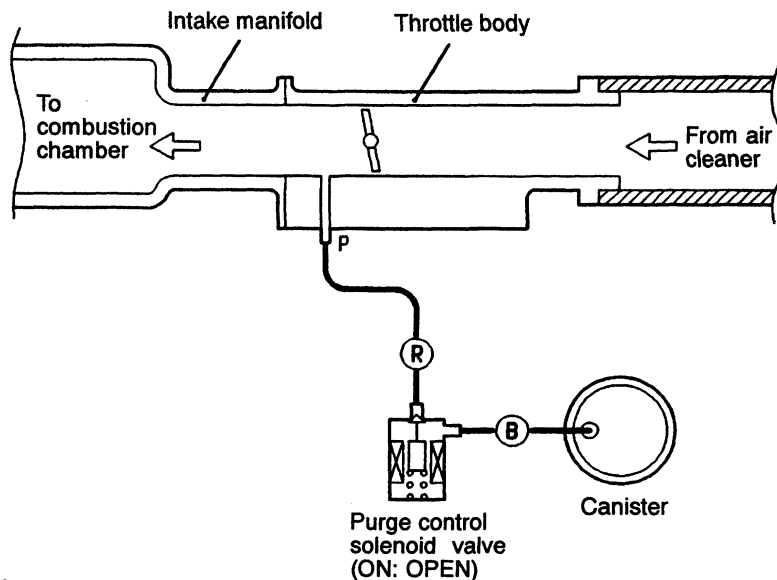 Intake manifold
Throttle body
To
combustion
chamber
From air
cleaner
P
R
B
Canister
Purge control
solenoid valve
(ON: OPEN)